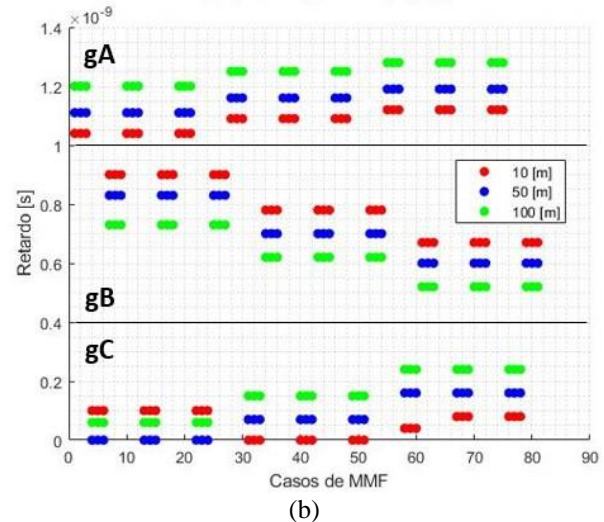 × 10⁻⁹
1.4
gA
1.2
1
10 [m]
50 [m]
100 [m]
0.8
Retardo [s]
0.6
gB
0.4
gC
0.2
0
0 10 20 30 40 50 60 70 80 90
Casos de MMF
(b)